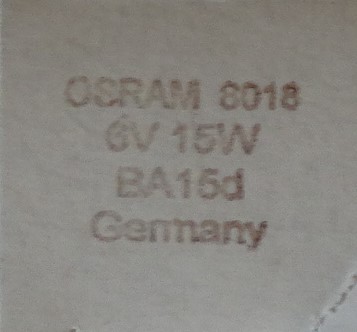 OSRAM 8018
6V 15W
BA15d
Germany